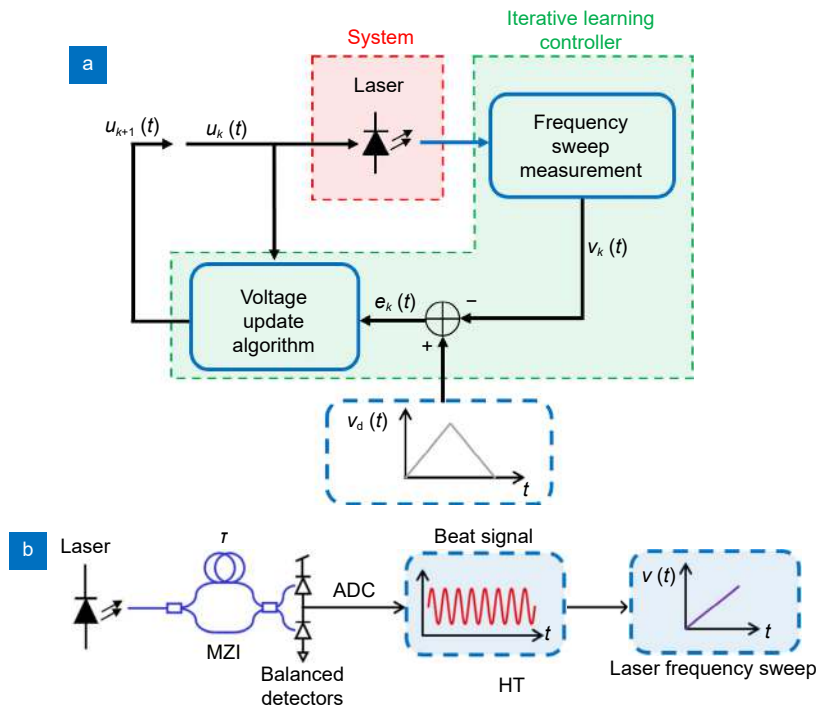 a
System
Iterative learning
controller
Laser
u_{k+1} (t)
u_k (t)
Frequency
sweep
measurement
v_k (t)
Voltage
update
algorithm
e_k (t)
−
+
v_d (t)
t
b
Laser
τ
MZI
Balanced
detectors
ADC
Beat signal
t
HT
v (t)
t
Laser frequency sweep